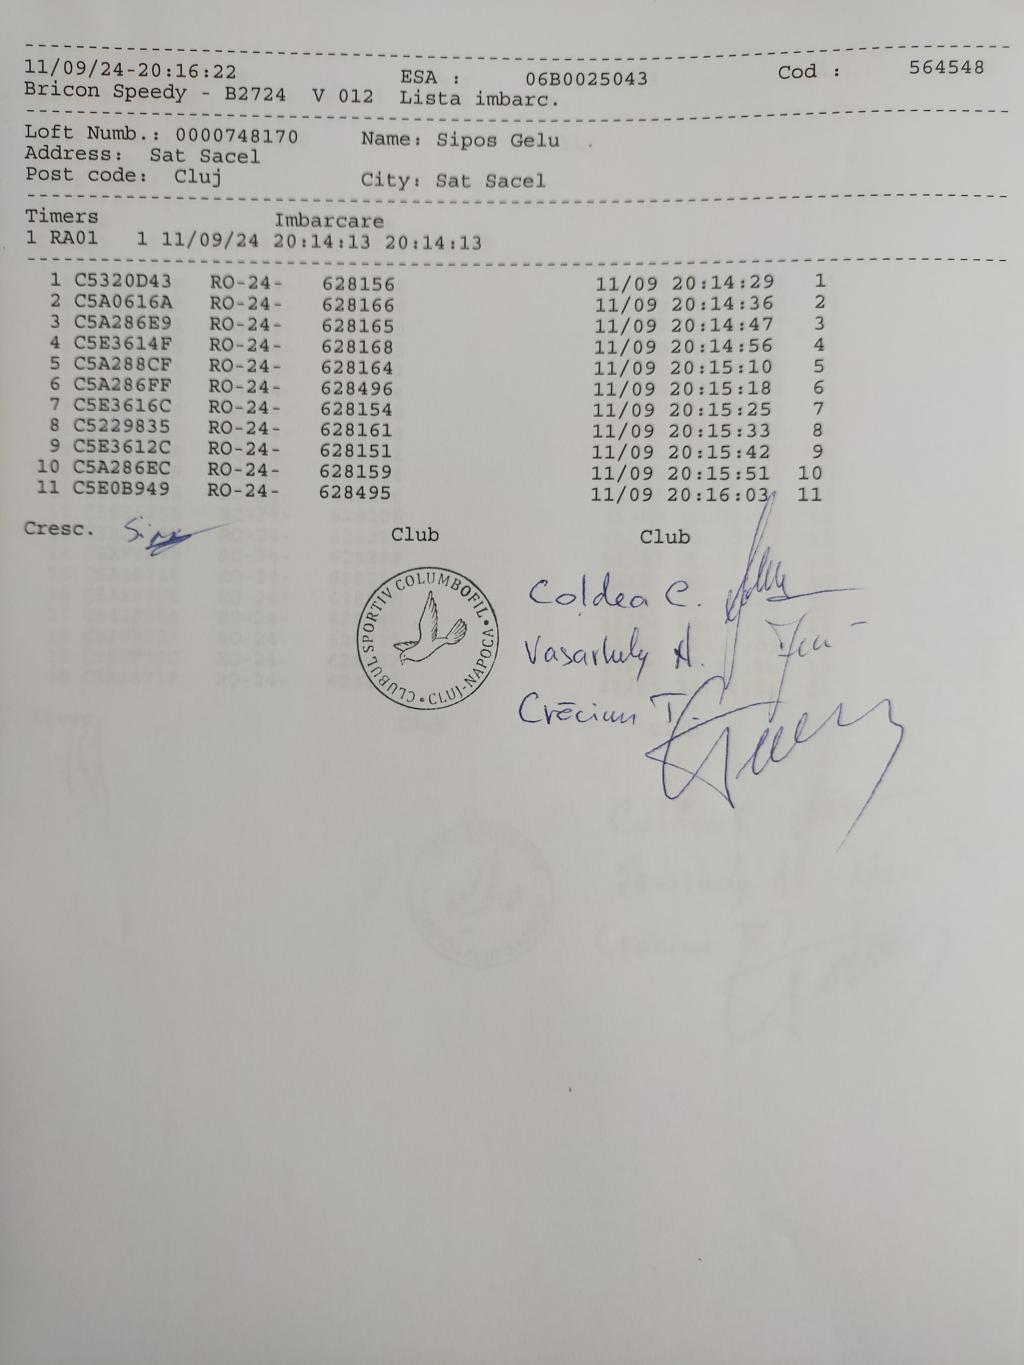 11/09/24-20:16:22 ESA : 06B0025043 Cod : 564548
Bricon Speedy - B2724 V 012 Lista imbarc.
Loft Numb.: 0000748170 Name: Sipos Gelu
Address: Sat Sacel
Post code: Cluj City: Sat Sacel
Timers Imbarcare
1 RA01 1 11/09/24 20:14:13 20:14:13
1 C5320D43 RO-24- 628156 11/09 20:14:29 1
2 C5A0616A RO-24- 628166 11/09 20:14:36 2
3 C5A286E9 RO-24- 628165 11/09 20:14:47 3
4 C5E3614F RO-24- 628168 11/09 20:14:56 4
5 C5A288CF RO-24- 628164 11/09 20:15:10 5
6 C5A286FF RO-24- 628496 11/09 20:15:18 6
7 C5E3616C RO-24- 628154 11/09 20:15:25 7
8 C5229835 RO-24- 628161 11/09 20:15:33 8
9 C5E3612C RO-24- 628151 11/09 20:15:42 9
10 C5A286EC RO-24- 628159 11/09 20:15:51 10
11 C5E0B949 RO-24- 628495 11/09 20:16:03 11
Cresc. Club Club
CLUBUL SPORTIV COLUMBOFIL • CLUJ-NAPOCA •
Coldea C.
Vasarhely A.
Crēciun T.